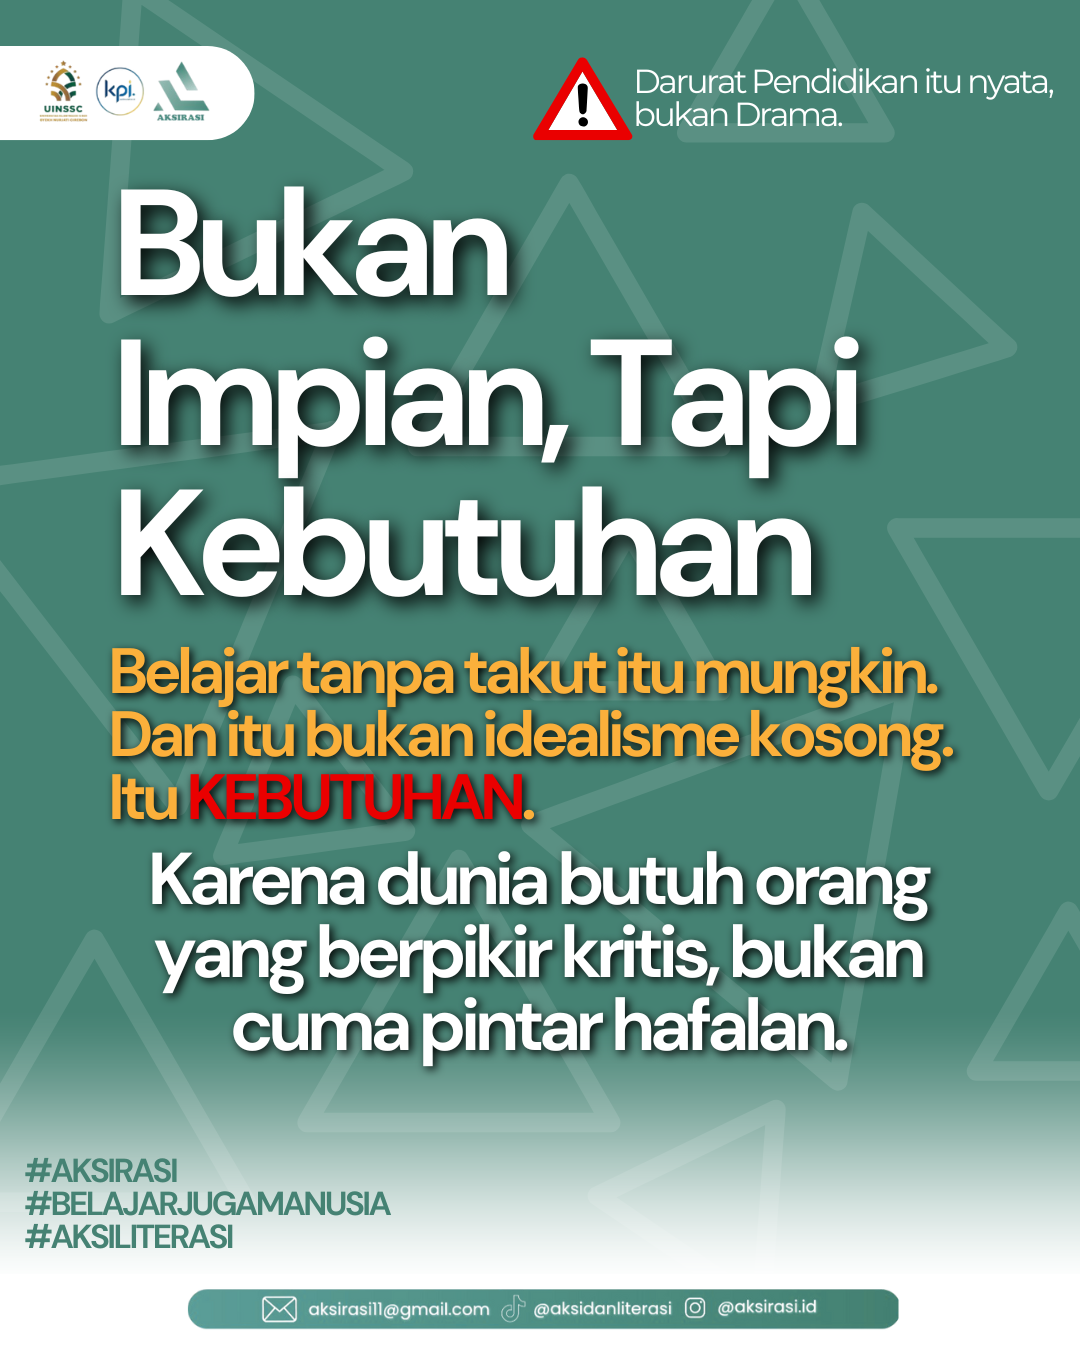 UINSSC
kpi.
AKSIRASI
Darurat Pendidikan itu nyata,
bukan Drama.
Bukan
Impian, Tapi
Kebutuhan
Belajar tanpa takut itu mungkin.
Dan itu bukan idealisme kosong.
Itu KEBUTUHAN.
Karena dunia butuh orang
yang berpikir kritis, bukan
cuma pintar hafalan.
#AKSIRASI
#BELAJARJUGAMANUSIA
#AKSILITERASI
aksirasi11@gmail.com @aksidanliterasi @aksirasi.id